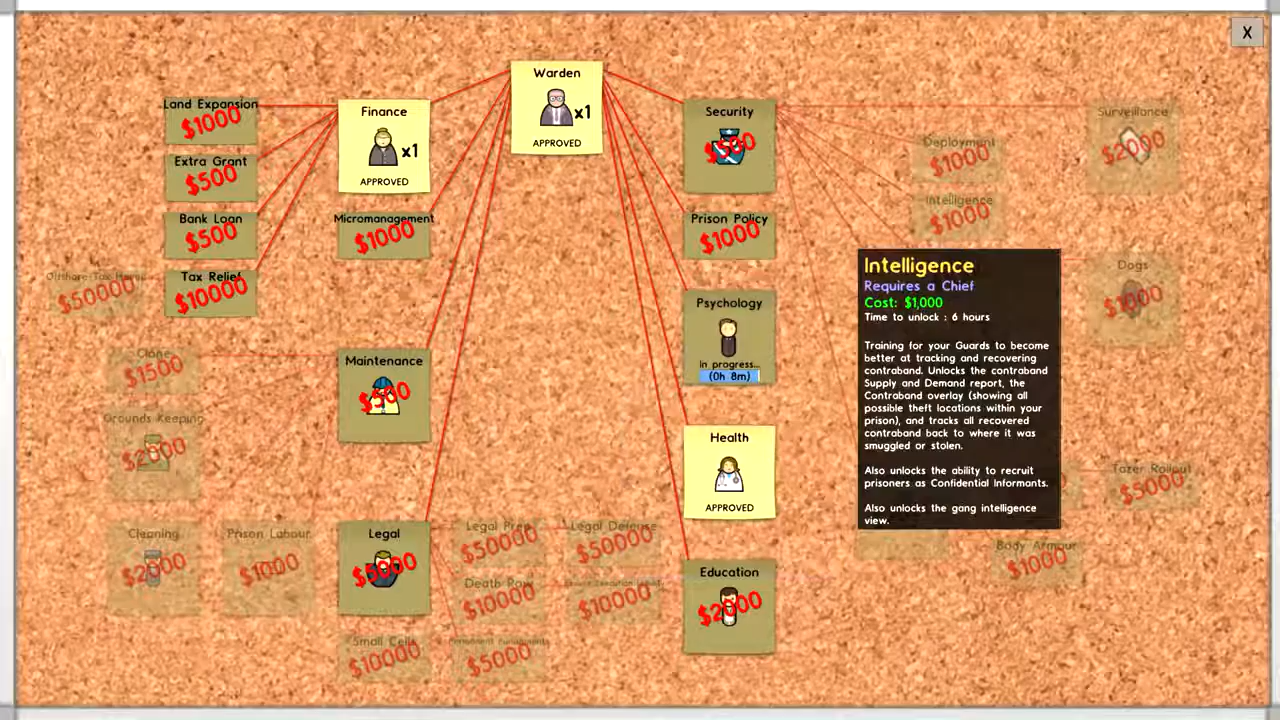 X
Warden
x1
APPROVED
Land Expansion
$1000
Finance
x1
APPROVED
Security
$500
Surveillance
$2000
Deployment
$1000
Extra Grant
$500
Intelligence
$1000
Bank Loan
$500
Micromanagement
$1000
Prison Policy
$1000
Dogs
$1000
Tax Relief
$10000
$50000
Intelligence
Requires a Chief
Cost: $1,000
Time to unlock : 6 hours
Training for your Guards to become
better at tracking and recovering
contraband. Unlocks the contraband
Supply and Demand report, the
Contraband overlay (showing all
possible theft locations within your
prison), and tracks all recovered
contraband back to where it was
smuggled or stolen.
Also unlocks the ability to recruit
prisoners as Confidential Informants.
Also unlocks the gang intelligence
view.
Psychology
In progress...
(0h 8m)
Clone
$1500
Maintenance
$500
Grounds Keeping
$2000
Health
APPROVED
Tazer Rollout
$5000
Cleaning
$2000
Prison Labour
$1000
Legal
$5000
Legal Prep
$50000
Legal Defense
$50000
Body Armour
$1000
Death Row
$10000
$10000
Education
$2000
Small Cells
$10000
$5000